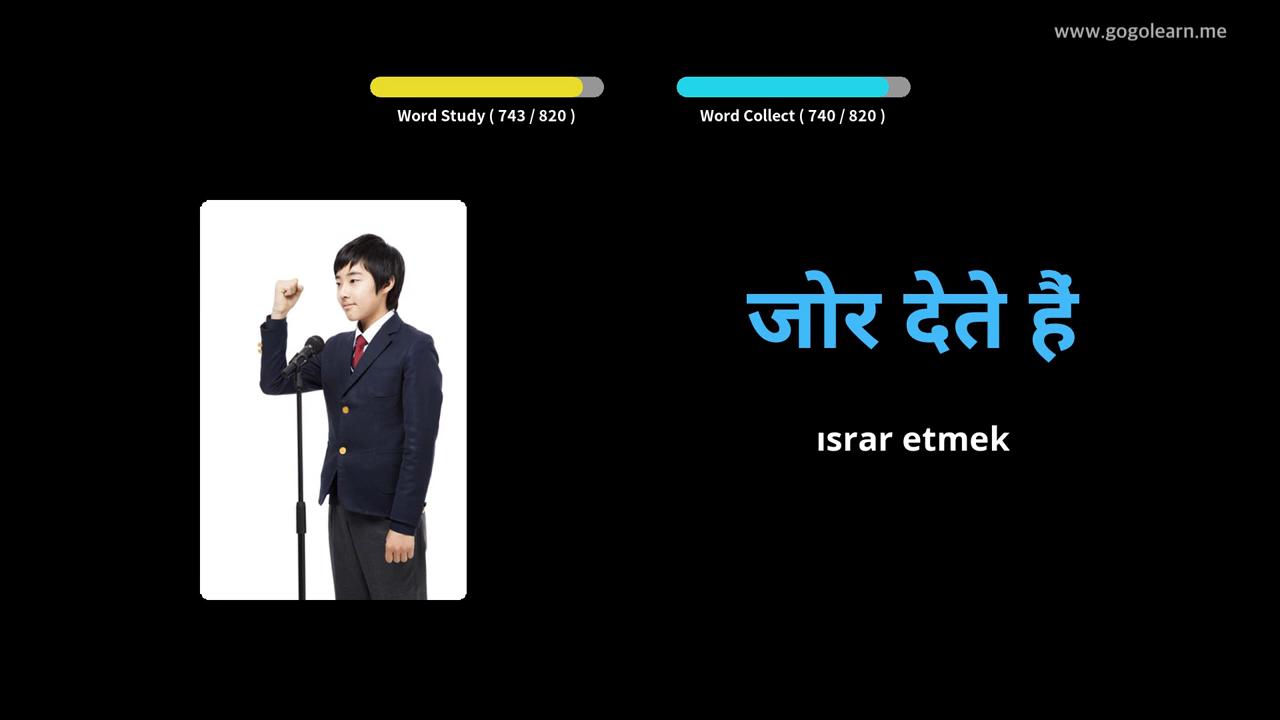 www.gogolearn.me
Word Study ( 743 / 820 )
Word Collect ( 740 / 820 )
जोर देते हैं
ısrar etmek